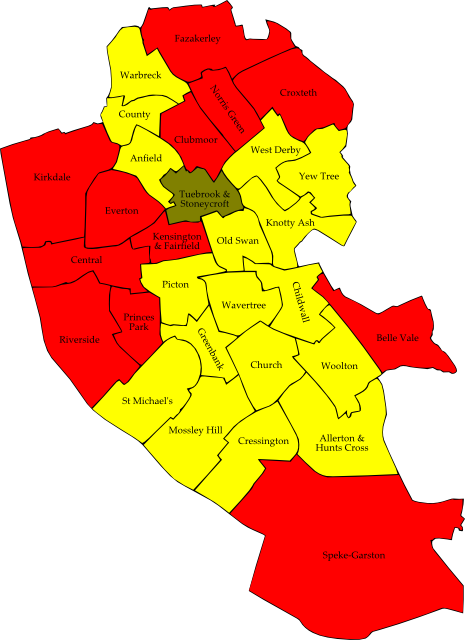 Fazakerley
Warbreck
Norris Green
Croxteth
County
Clubmoor
West Derby
Anfield
Yew Tree
Kirkdale
Tuebrook &
Stoneycroft
Everton
Knotty Ash
Kensington
& Fairfield
Old Swan
Central
Picton
Childwall
Wavertree
Princes
Park
Riverside
Greenbank
Belle Vale
Church
Woolton
St Michael's
Mossley Hill
Cressington
Allerton &
Hunts Cross
Speke-Garston